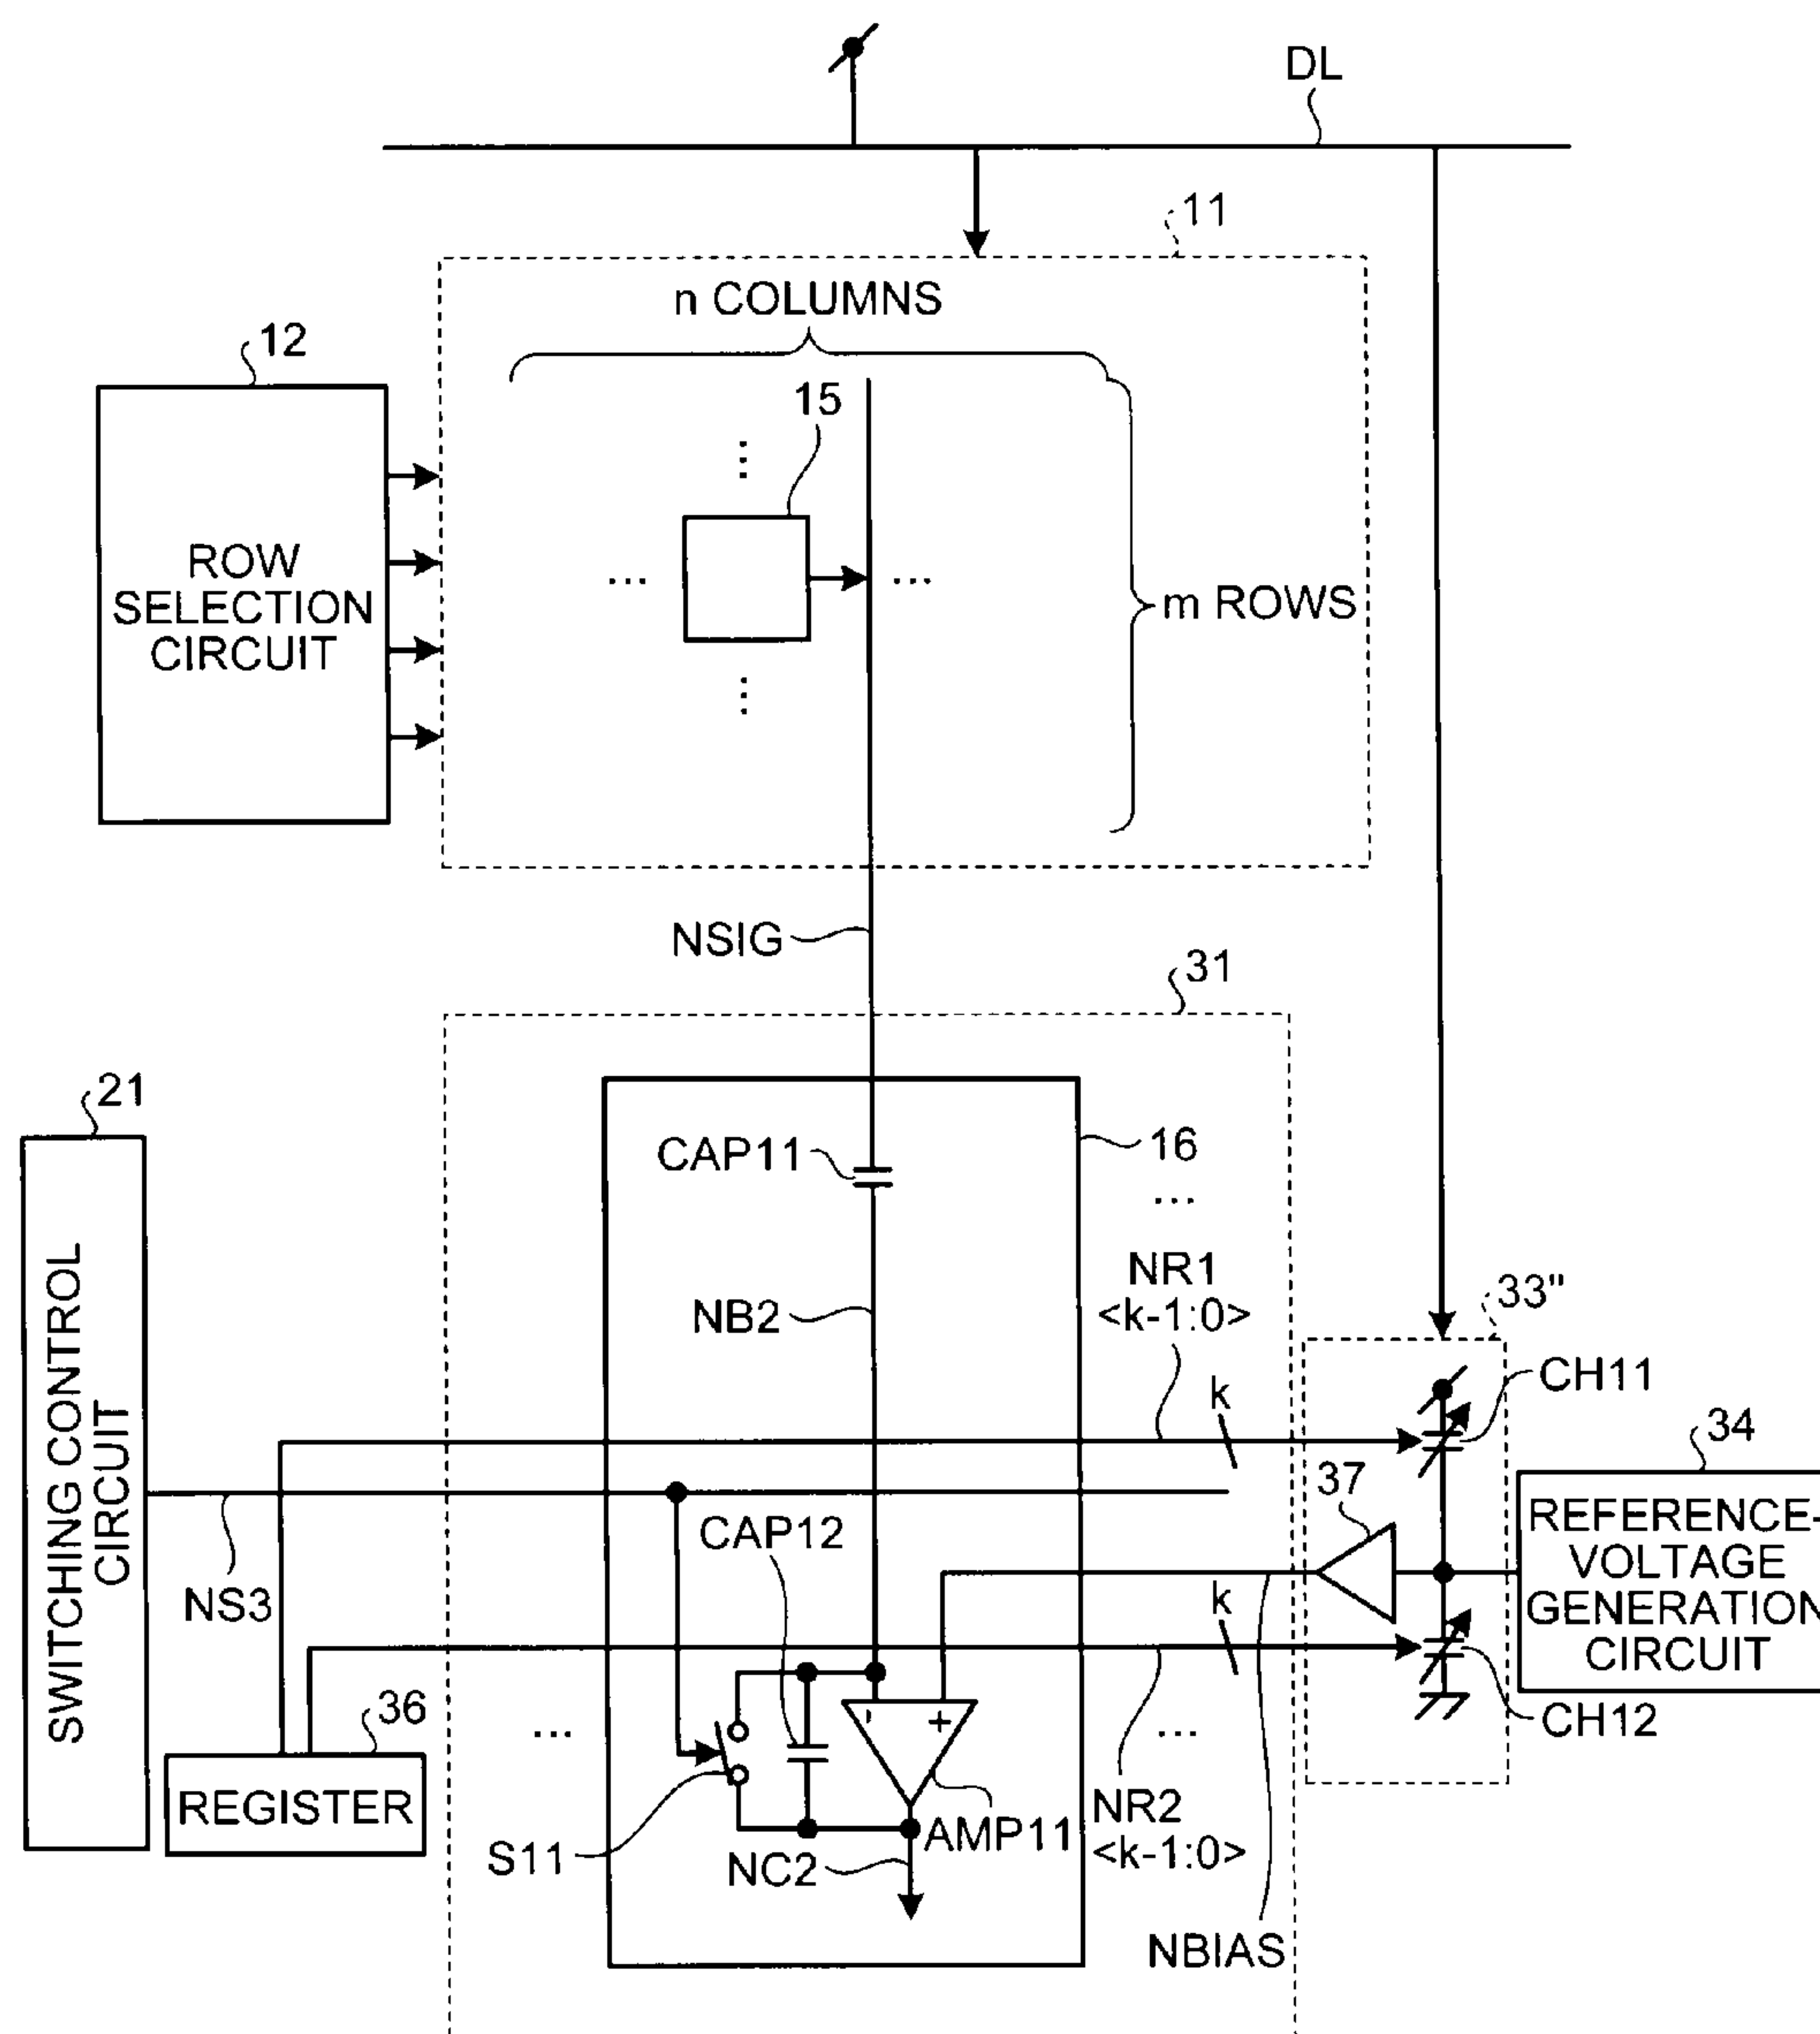 DL
11
n COLUMNS
12
15
...
ROW
SELECTION
CIRCUIT
...
...
m ROWS
...
NSIG
31
21
CAP11
16
...
NR1
<k-1:0>
NB2
33"
CH11
k
34
37
SWITCHING CONTROL
CIRCUIT
CAP12
REFERENCE-
VOLTAGE
GENERATION
CIRCUIT
NS3
k
36
- +
...
...
CH12
REGISTER
S11
AMP11
NR2
<k-1:0>
NC2
NBIAS